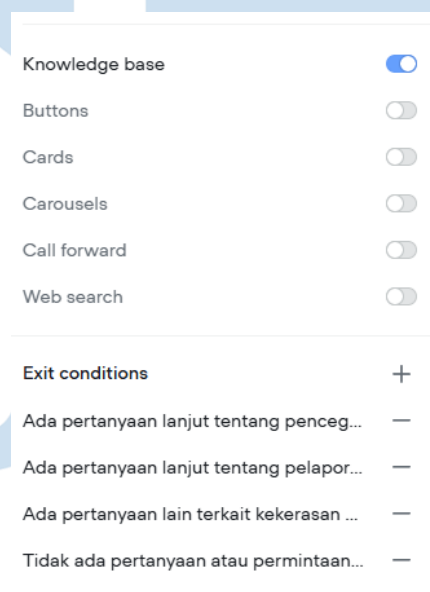 Knowledge base
Buttons
Cards
Carousels
Call forward
Web search
Exit conditions
Ada pertanyaan lanjut tentang penceg...
Ada pertanyaan lanjut tentang pelapor...
Ada pertanyaan lain terkait kekerasan ...
Tidak ada pertanyaan atau permintaan...